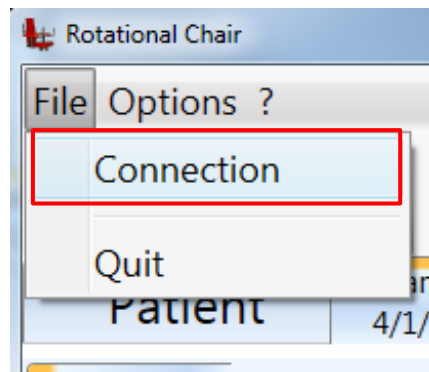 Rotational Chair
File Options ?
Connection
Quit
Patient
4/1/